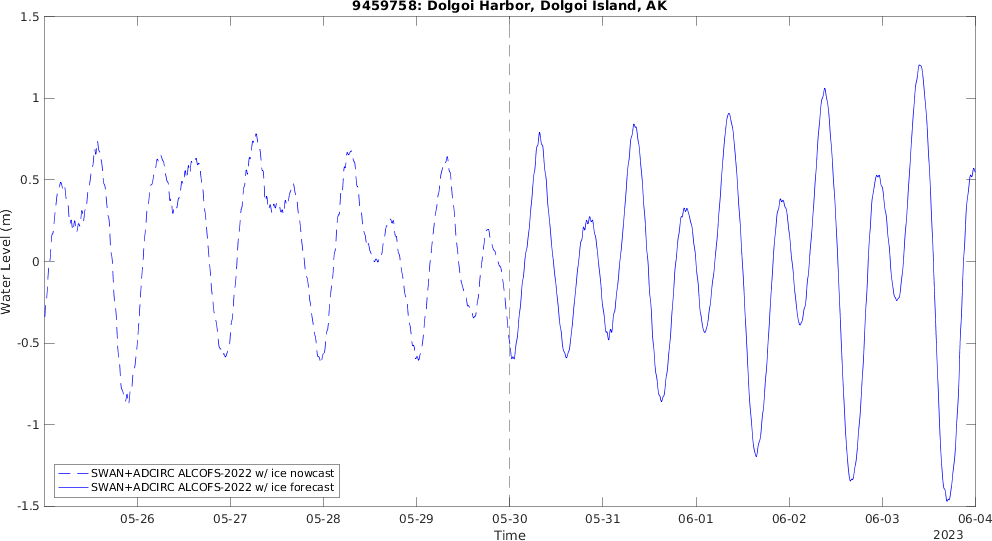 9459758: Dolgoi Harbor, Dolgoi Island, AK
1.5
1
0.5
0
-0.5
-1
-1.5
Water Level (m)
SWAN+ADCIRC ALCOFS-2022 w/ ice nowcast
SWAN+ADCIRC ALCOFS-2022 w/ ice forecast
05-26 05-27 05-28 05-29 05-30 05-31 06-01 06-02 06-03 06-04
Time
2023